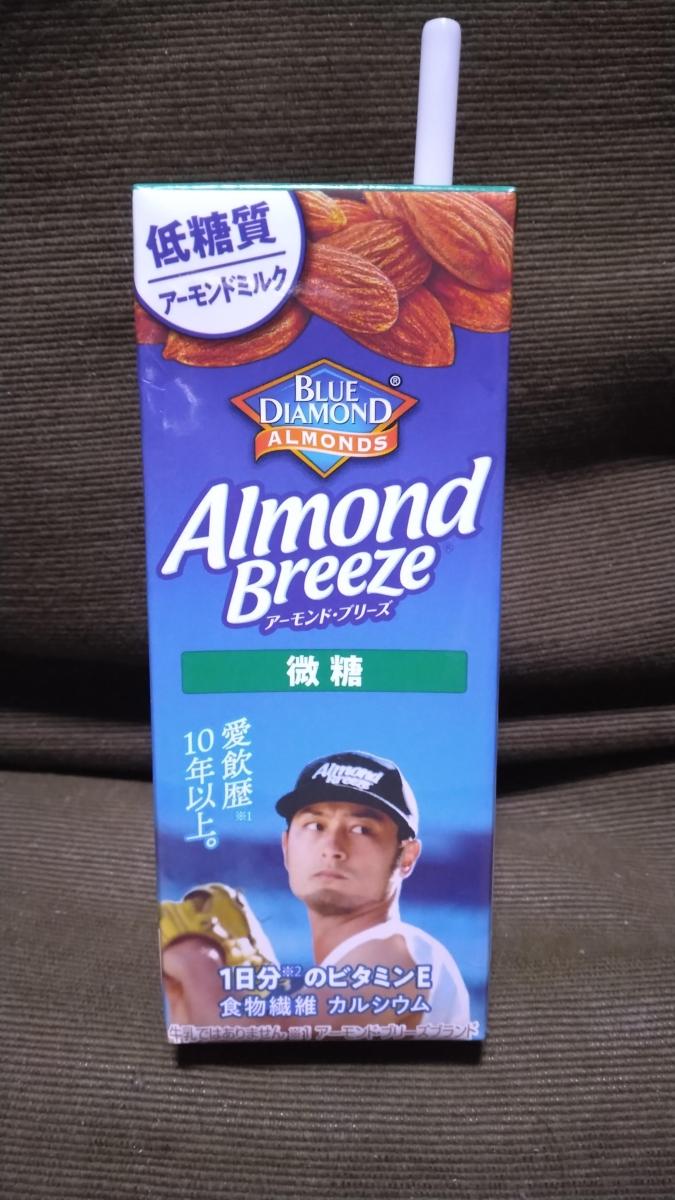 低糖質
アーモンドミルク
BLUE
DIAMOND®
ALMONDS
Almond
Breeze®
アーモンド・ブリーズ
微糖
愛飲歴※1
10年以上。
Almond
Breeze
1日分※2のビタミンE
食物繊維 カルシウム
牛乳ではありません ※1 アーモンド・ブリーズブランド